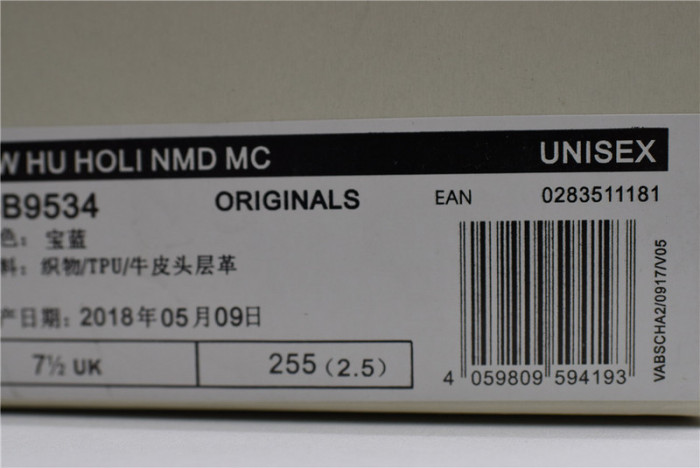 W HU HOLI NMD MC UNISEX
B9534 ORIGINALS EAN 0283511181
色: 宝蓝
料: 织物/TPU/牛皮头层革
产日期: 2018年05月09日
7½ UK 255 (2.5)
4 059809 594193
VABSCHA2/0917/V05